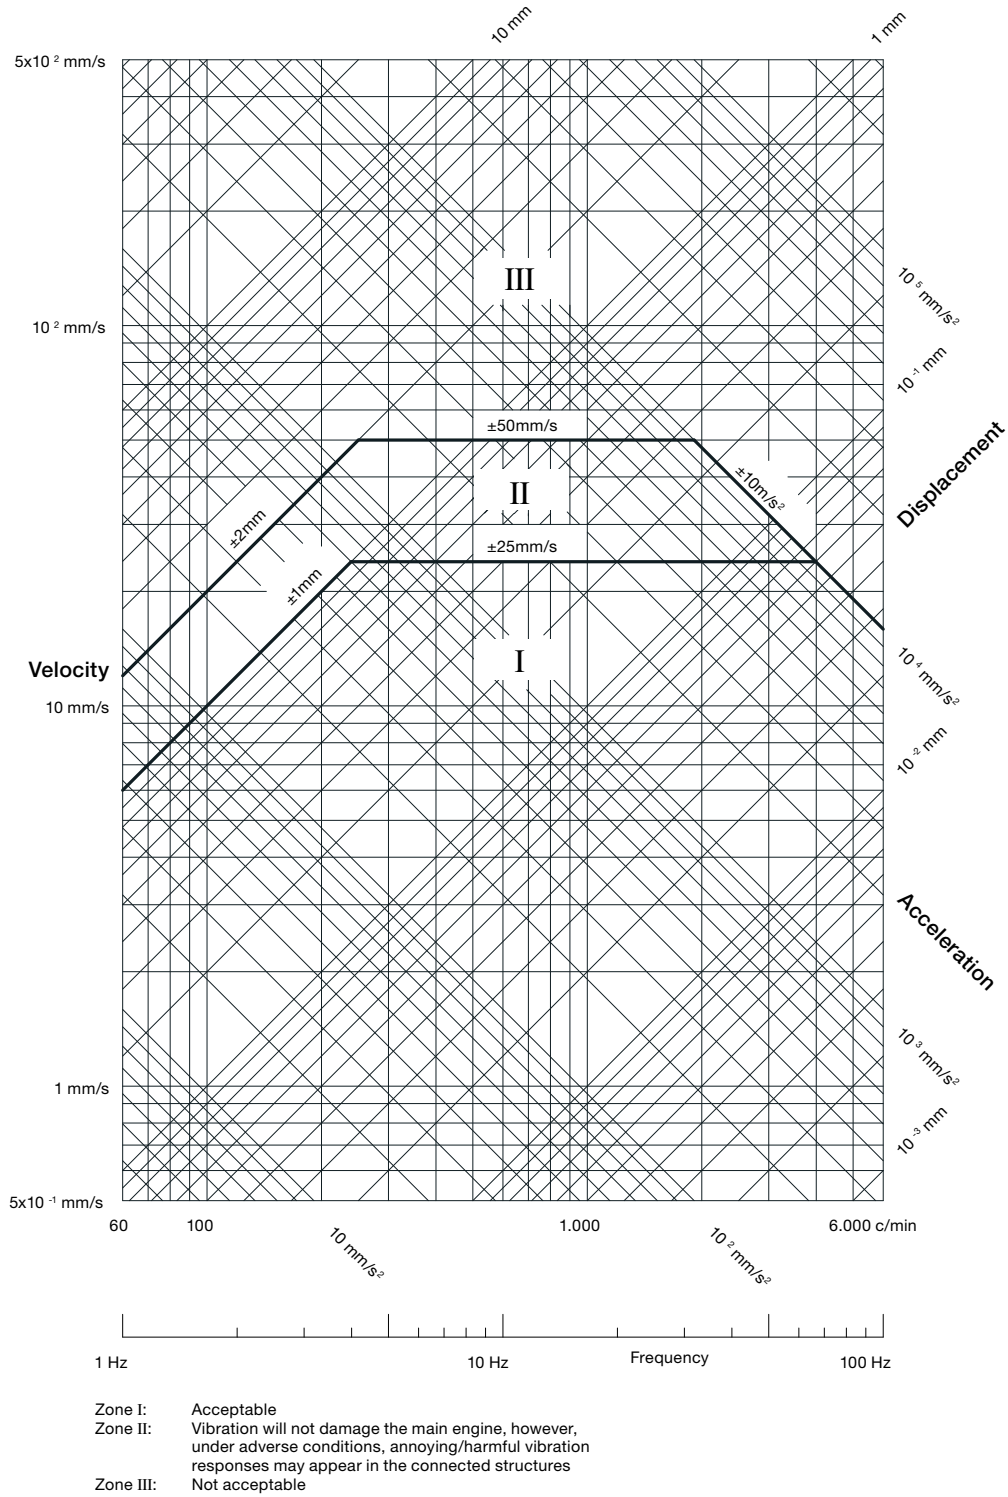 10 mm
1 mm
5x10 ² mm/s
III
10 ⁵ mm/s²
10 ² mm/s
10 ⁻¹ mm
±50mm/s
Displacement
±10m/s²
II
±2mm
±25mm/s
±1mm
I
Velocity
10 ⁴ mm/s²
10 mm/s
10 ⁻² mm
Acceleration
10 ³ mm/s²
1 mm/s
10 ⁻³ mm
5x10 ⁻¹ mm/s
60 100 1.000 6.000 c/min
10 mm/s²
10 ² mm/s²
1 Hz 10 Hz Frequency 100 Hz
Zone I: Acceptable
Zone II: Vibration will not damage the main engine, however,
under adverse conditions, annoying/harmful vibration
responses may appear in the connected structures
Zone III: Not acceptable